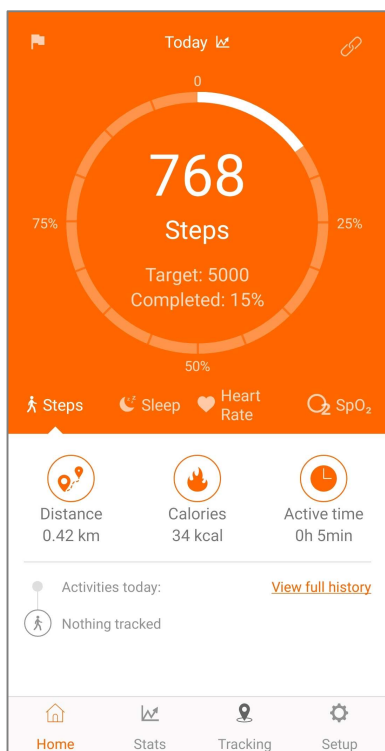 Today
0
768
Steps
75%
25%
Target: 5000
Completed: 15%
50%
Steps
Sleep
Heart
Rate
O2 SpO₂
Distance
Calories
Active time
0.42 km
34 kcal
0h 5min
Activities today:
View full history
Nothing tracked
Home
Stats
Tracking
Setup